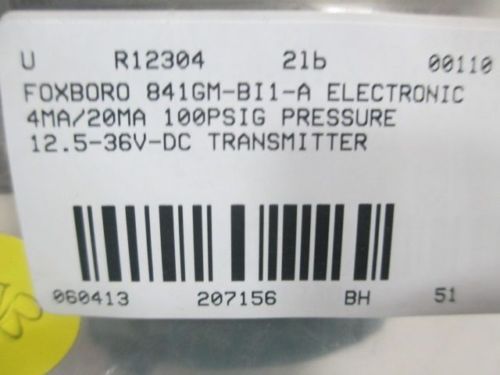 U R12304 2lb 00110
FOXBORO 841GM-BI1-A ELECTRONIC
4MA/20MA 100PSIG PRESSURE
12.5-36V-DC TRANSMITTER
060413 207156 BH 51